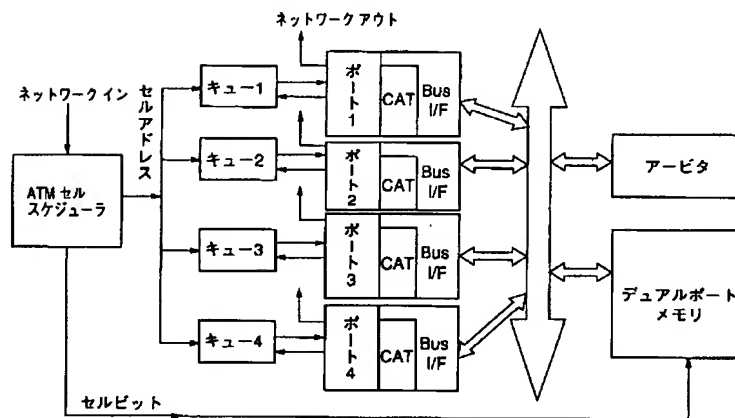 ネットワークアウト
ネットワークイン
セルアドレス
ATMセル
スケジューラ
キュー1
ポート1
CAT
Bus
I/F
キュー2
ポート2
CAT
Bus
I/F
キュー3
ポート3
CAT
Bus
I/F
キュー4
ポート4
CAT
Bus
I/F
アービタ
デュアルポート
メモリ
セルビット